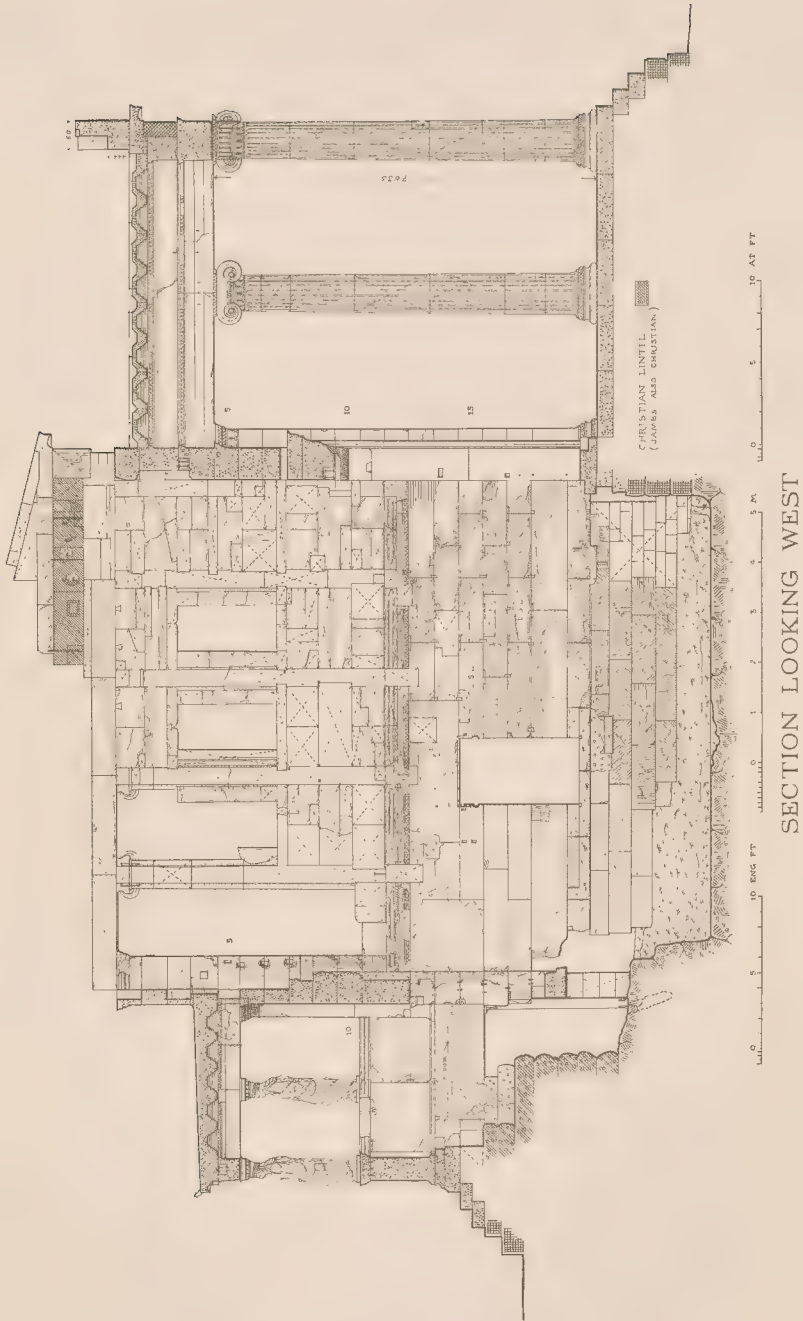 5
10
15
7635
5
10
CHRISTIAN LINTEL
(JAMBS ALSO CHRISTIAN)
0 5 10 ENG FT
0 1 2 3 4 5 M
0 5 10 AT FT
SECTION LOOKING WEST